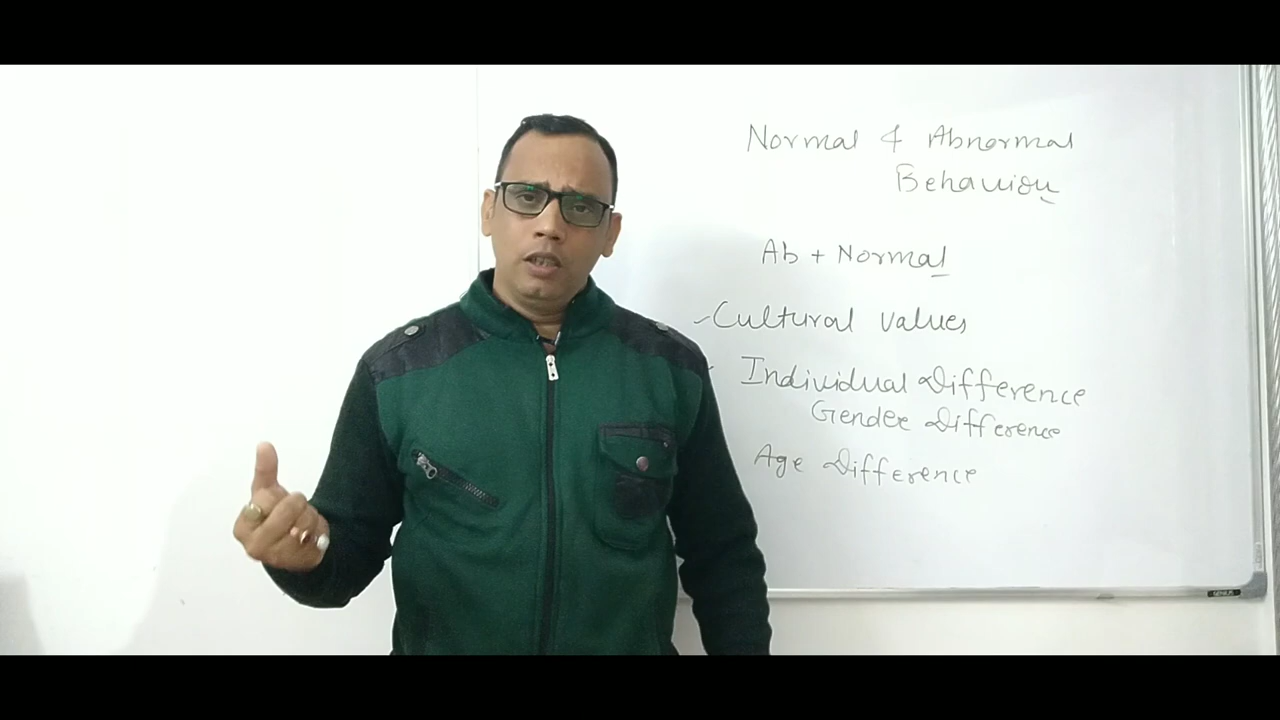 Normal & Abnormal
Behaviour
Ab + Normal
Cultural values
Individual Difference
Gender Difference
Age Difference